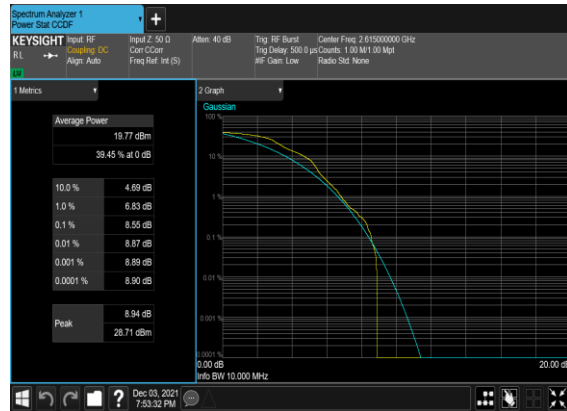 Spectrum Analyzer 1
Power Stat CCDF
KEYSIGHT
RL
Input: RF
Coupling: DC
Align: Auto
Input Z: 50 Ω
Corr CCorr
Freq Ref: Int (S)
Atten: 40 dB
Trig: RF Burst
Trig Delay: 500.0 µs
#IF Gain: Low
Center Freq: 2.615000000 GHz
Counts: 1.00 M/1.00 Mpt
Radio Std: None
1 Metrics
Average Power
19.77 dBm
39.45 % at 0 dB
10.0 % 4.69 dB
1.0 % 6.83 dB
0.1 % 8.55 dB
0.01 % 8.87 dB
0.001 % 8.89 dB
0.0001 % 8.90 dB
Peak
8.94 dB
28.71 dBm
2 Graph
Gaussian
100 %
10 %
1 %
0.1 %
0.01 %
0.001 %
0.0001 %
0.00 dB
20.00 dB
Info BW 10.000 MHz
?
Dec 03, 2021
7:53:32 PM